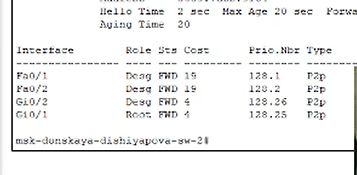 Hello Time 2 sec Max Age 20 sec Forwa
Aging Time 20
Interface Role Sts Cost Prio.Nbr Type
---------------- ---- --- --------- -------- --------------------------------
Fa0/1 Desg FWD 19 128.1 P2p
Fa0/2 Desg FWD 19 128.2 P2p
Gi0/2 Desg FWD 4 128.26 P2p
Gi0/1 Root FWD 4 128.25 P2p
msk-donskaya-dishiyapova-sw-2#